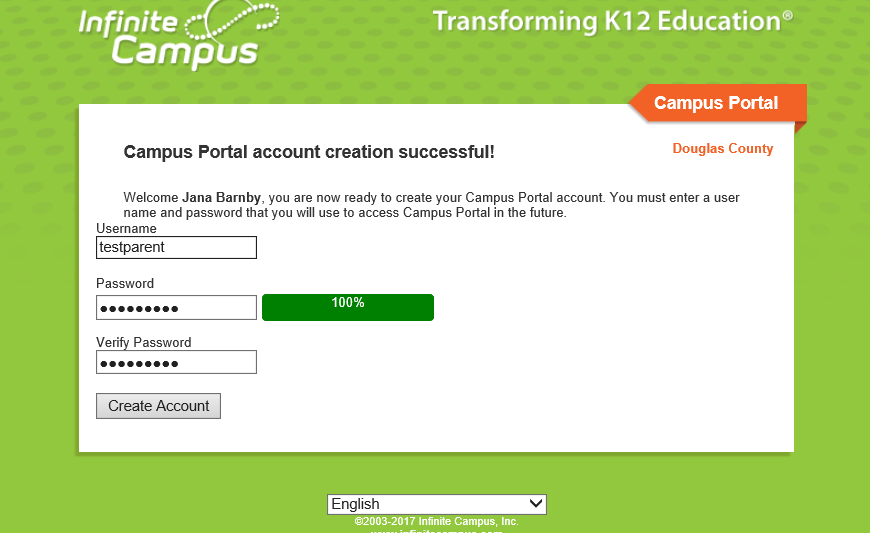 Infinite
Campus
Transforming K12 Education®
Campus Portal
Campus Portal account creation successful!
Douglas County
Welcome Jana Barnby, you are now ready to create your Campus Portal account. You must enter a user
name and password that you will use to access Campus Portal in the future.
Username
testparent
Password
●●●●●●●●●
100%
Verify Password
●●●●●●●●●
Create Account
English
©2003-2017 Infinite Campus, Inc.